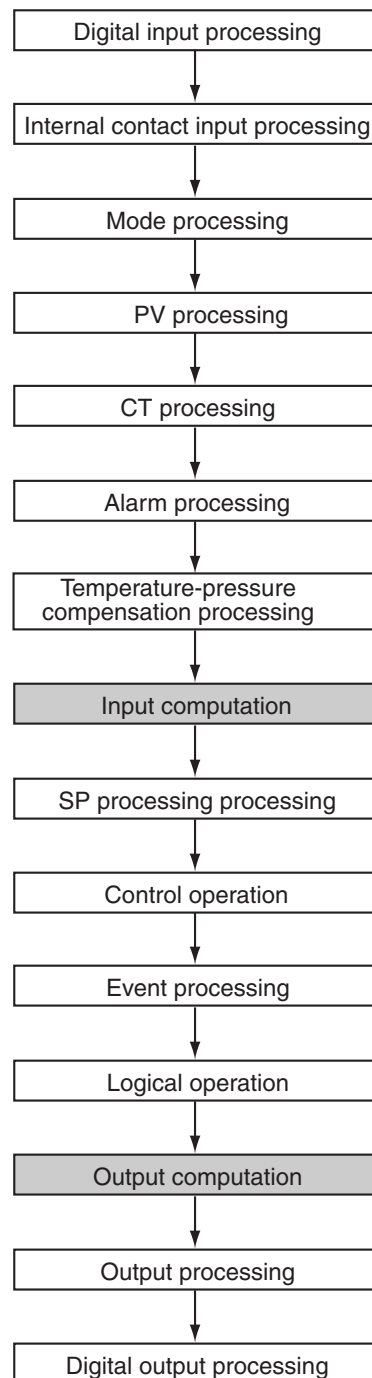 Digital input processing
Internal contact input processing
Mode processing
PV processing
CT processing
Alarm processing
Temperature-pressure
compensation processing
Input computation
SP processing processing
Control operation
Event processing
Logical operation
Output computation
Output processing
Digital output processing